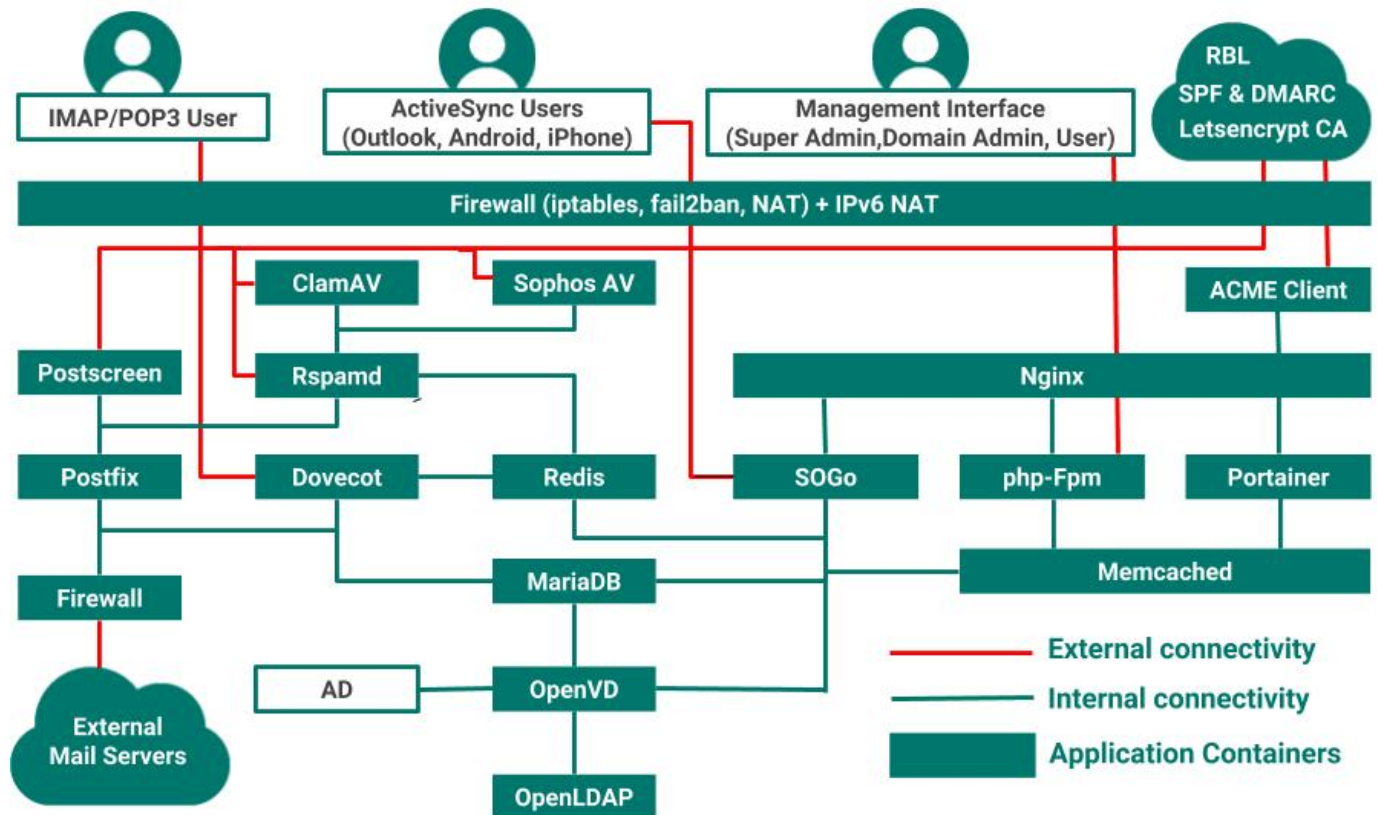 IMAP/POP3 User
ActiveSync Users
(Outlook, Android, iPhone)
Management Interface
(Super Admin,Domain Admin, User)
RBL
SPF & DMARC
Letsencrypt CA
Firewall (iptables, fail2ban, NAT) + IPv6 NAT
ClamAV
Sophos AV
ACME Client
Postscreen
Rspamd
Nginx
Postfix
Dovecot
Redis
SOGo
php-Fpm
Portainer
Firewall
MariaDB
Memcached
External connectivity
AD
OpenVD
Internal connectivity
External
Mail Servers
Application Containers
OpenLDAP